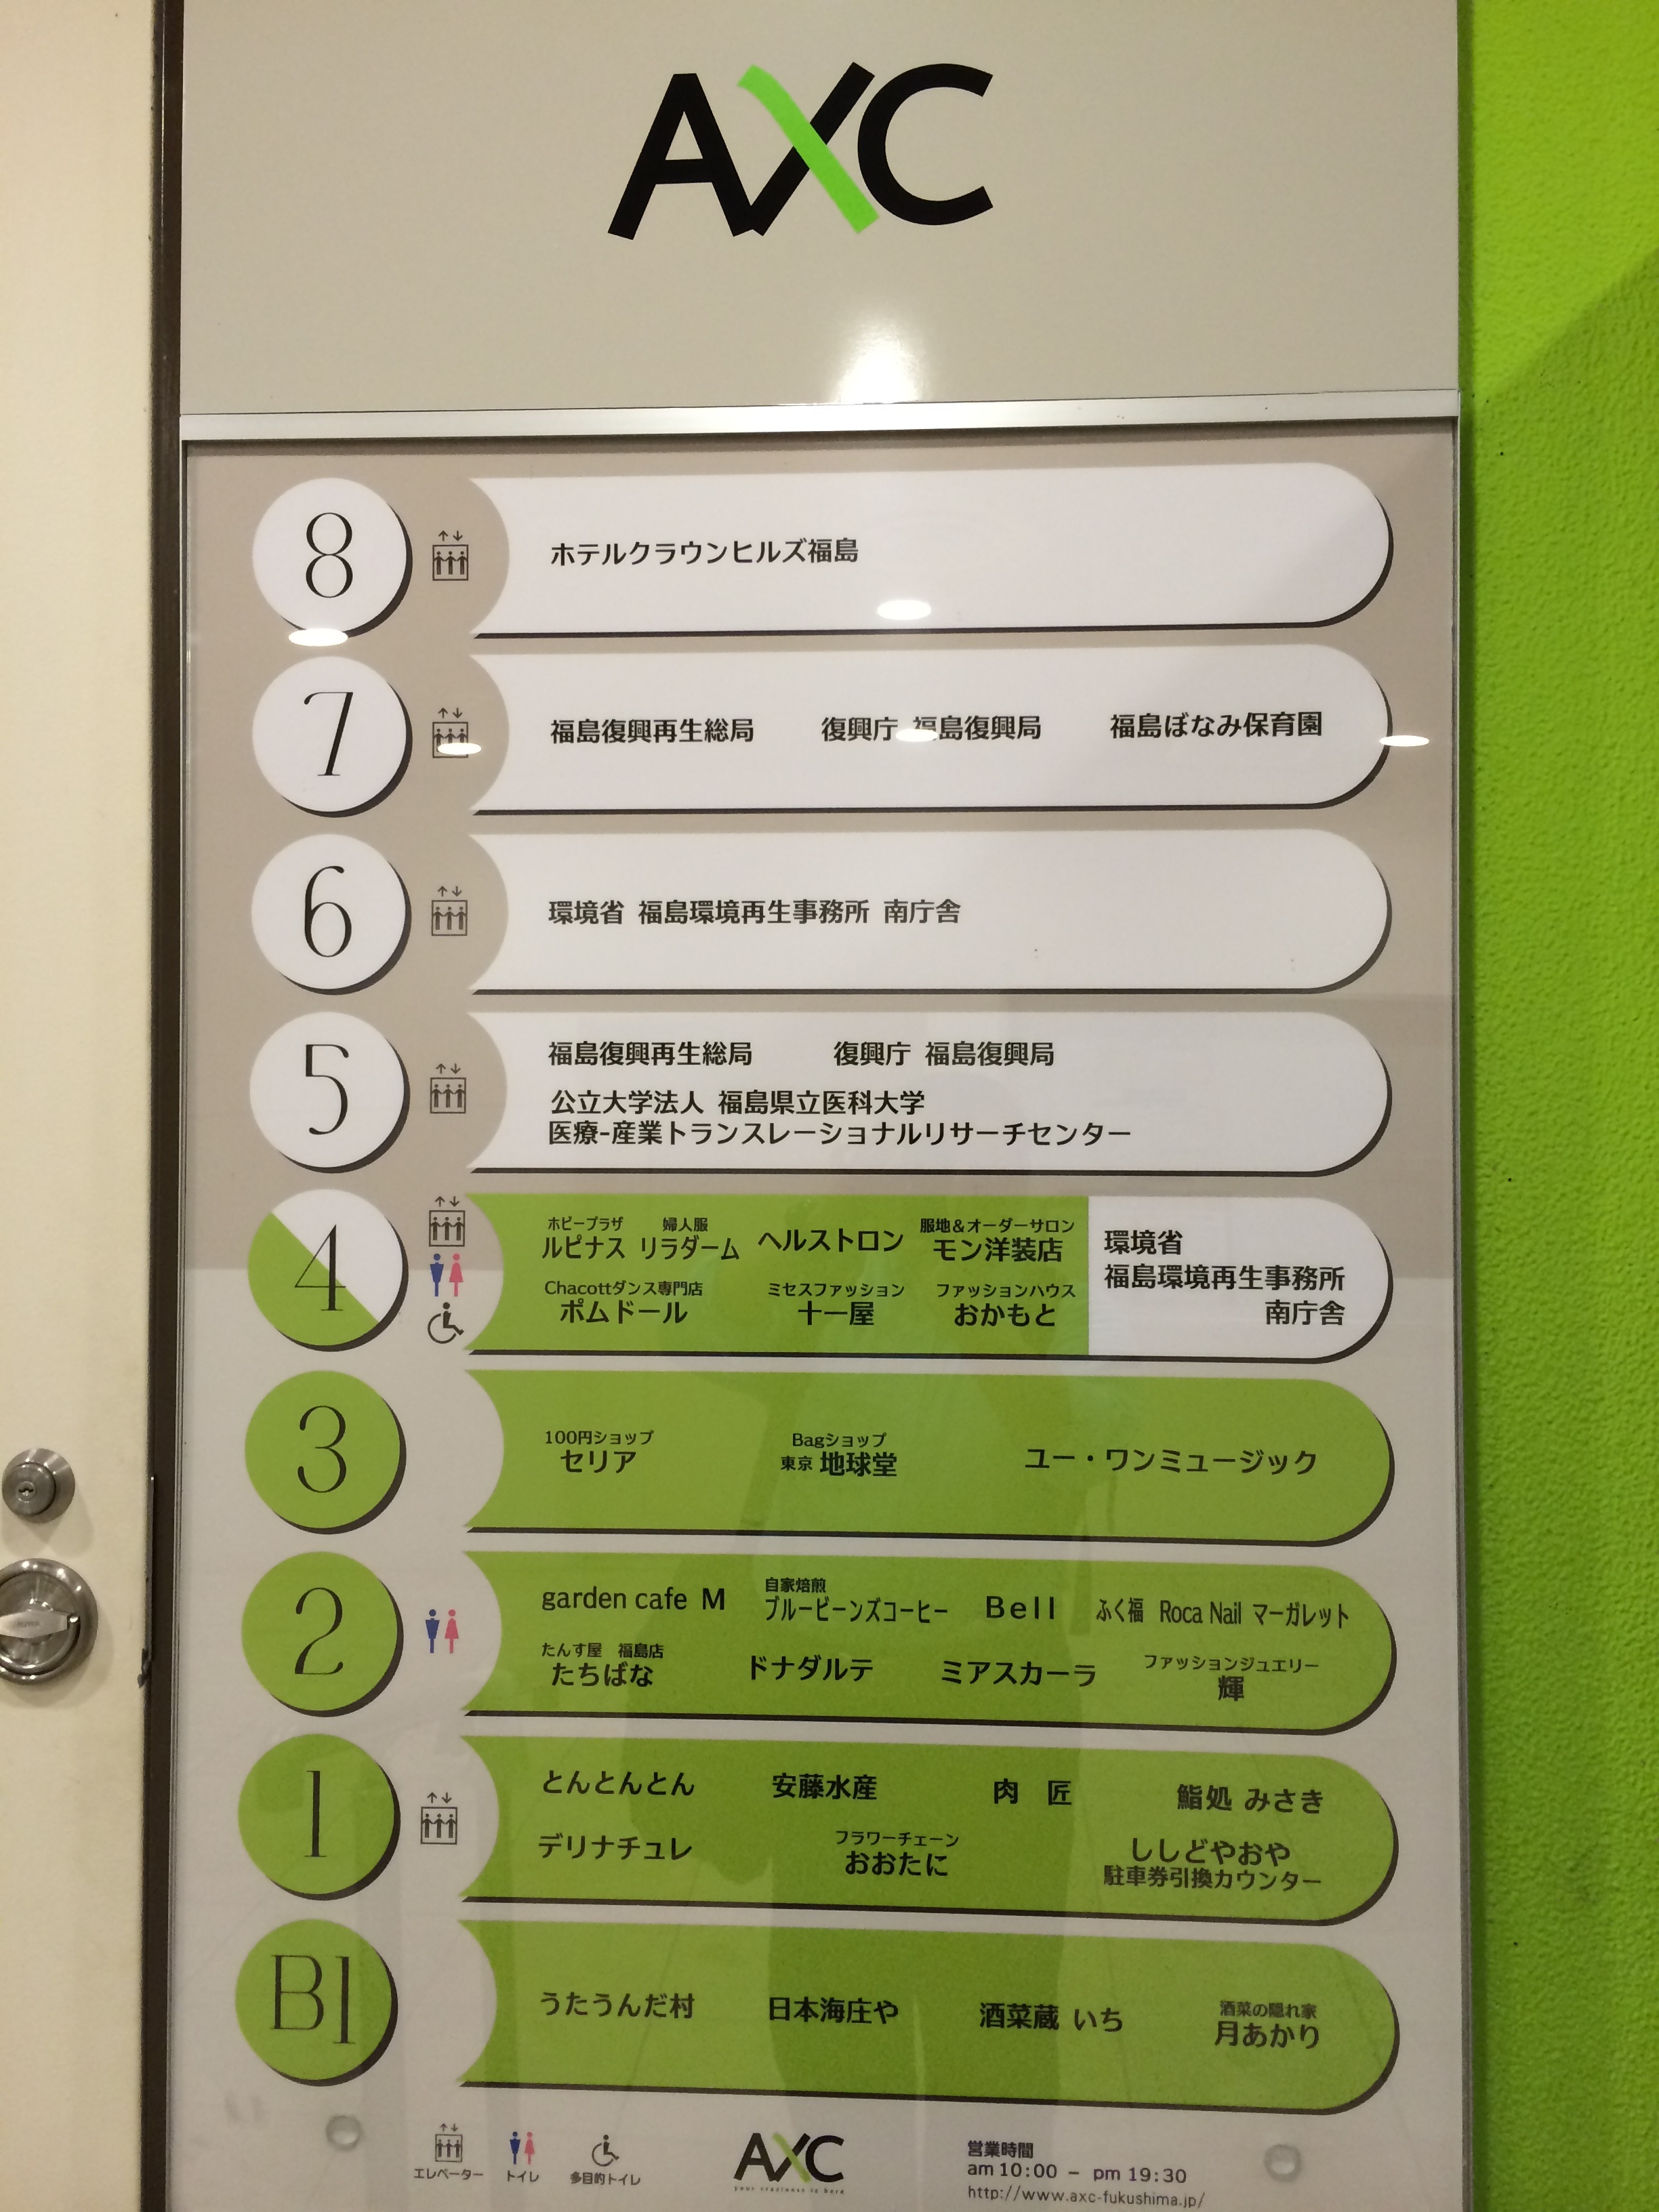 AXC
8
ホテルクラウンヒルズ福島
7
福島復興再生総局 復興庁 福島復興局 福島ぽなみ保育園
6
環境省 福島環境再生事務所 南庁舎
5
福島復興再生総局 復興庁 福島復興局
公立大学法人 福島県立医科大学
医療-産業トランスレーショナルリサーチセンター
4
ホビープラザ 婦人服 服地&オーダーサロン
ルピナス リラダーム ヘルストロン モン洋装店
Chacottダンス専門店 ミセスファッション ファッションハウス
ポムドール 十一屋 おかもと
環境省
福島環境再生事務所
南庁舎
3
100円ショップ Bagショップ
セリア 東京 地球堂 ユー・ワンミュージック
2
自家焙煎
garden cafe M ブルービーンズコーヒー Bell ふく福 Roca Nail マーガレット
たんす屋 福島店 ファッションジュエリー
たちばな ドナダルテ ミアスカーラ 輝
1
とんとんとん 安藤水産 肉 匠 鮨処 みさき
フラワーチェーン
デリナチュレ おおたに ししどやおや
駐車券引換カウンター
B1
酒菜の隠れ家
うたうんだ村 日本海庄や 酒菜蔵 いち 月あかり
エレベーター トイレ 多目的トイレ
AXC
営業時間
am 10:00 - pm 19:30
http://www.axc-fukushima.jp/